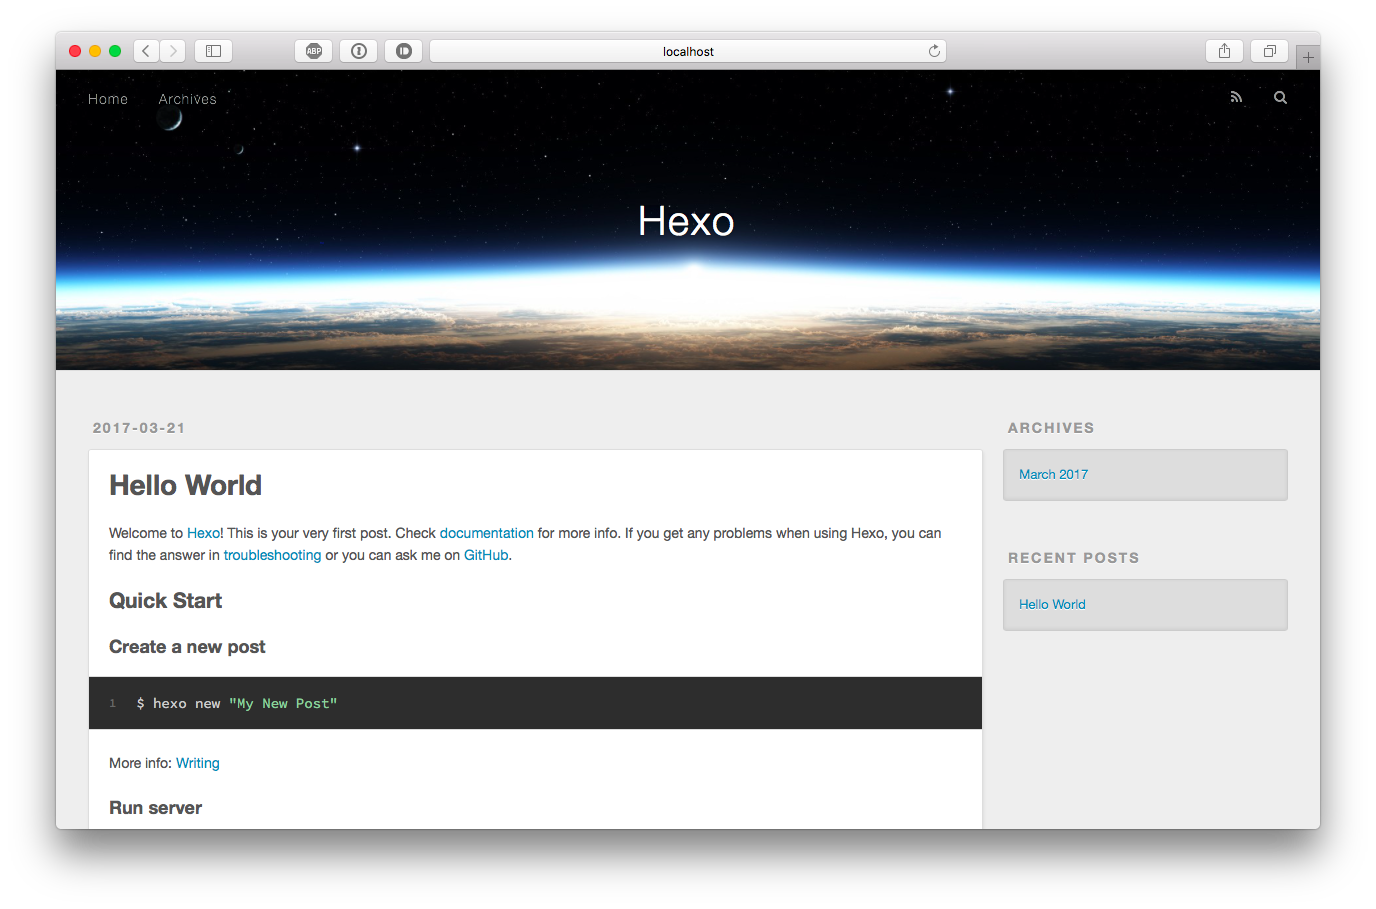 ABP
localhost
Home
Archives
Hexo
2017-03-21
Hello World
Welcome to Hexo! This is your very first post. Check documentation for more info. If you get any problems when using Hexo, you can
find the answer in troubleshooting or you can ask me on GitHub.
Quick Start
Create a new post
1 $ hexo new "My New Post"
More info: Writing
Run server
ARCHIVES
March 2017
RECENT POSTS
Hello World